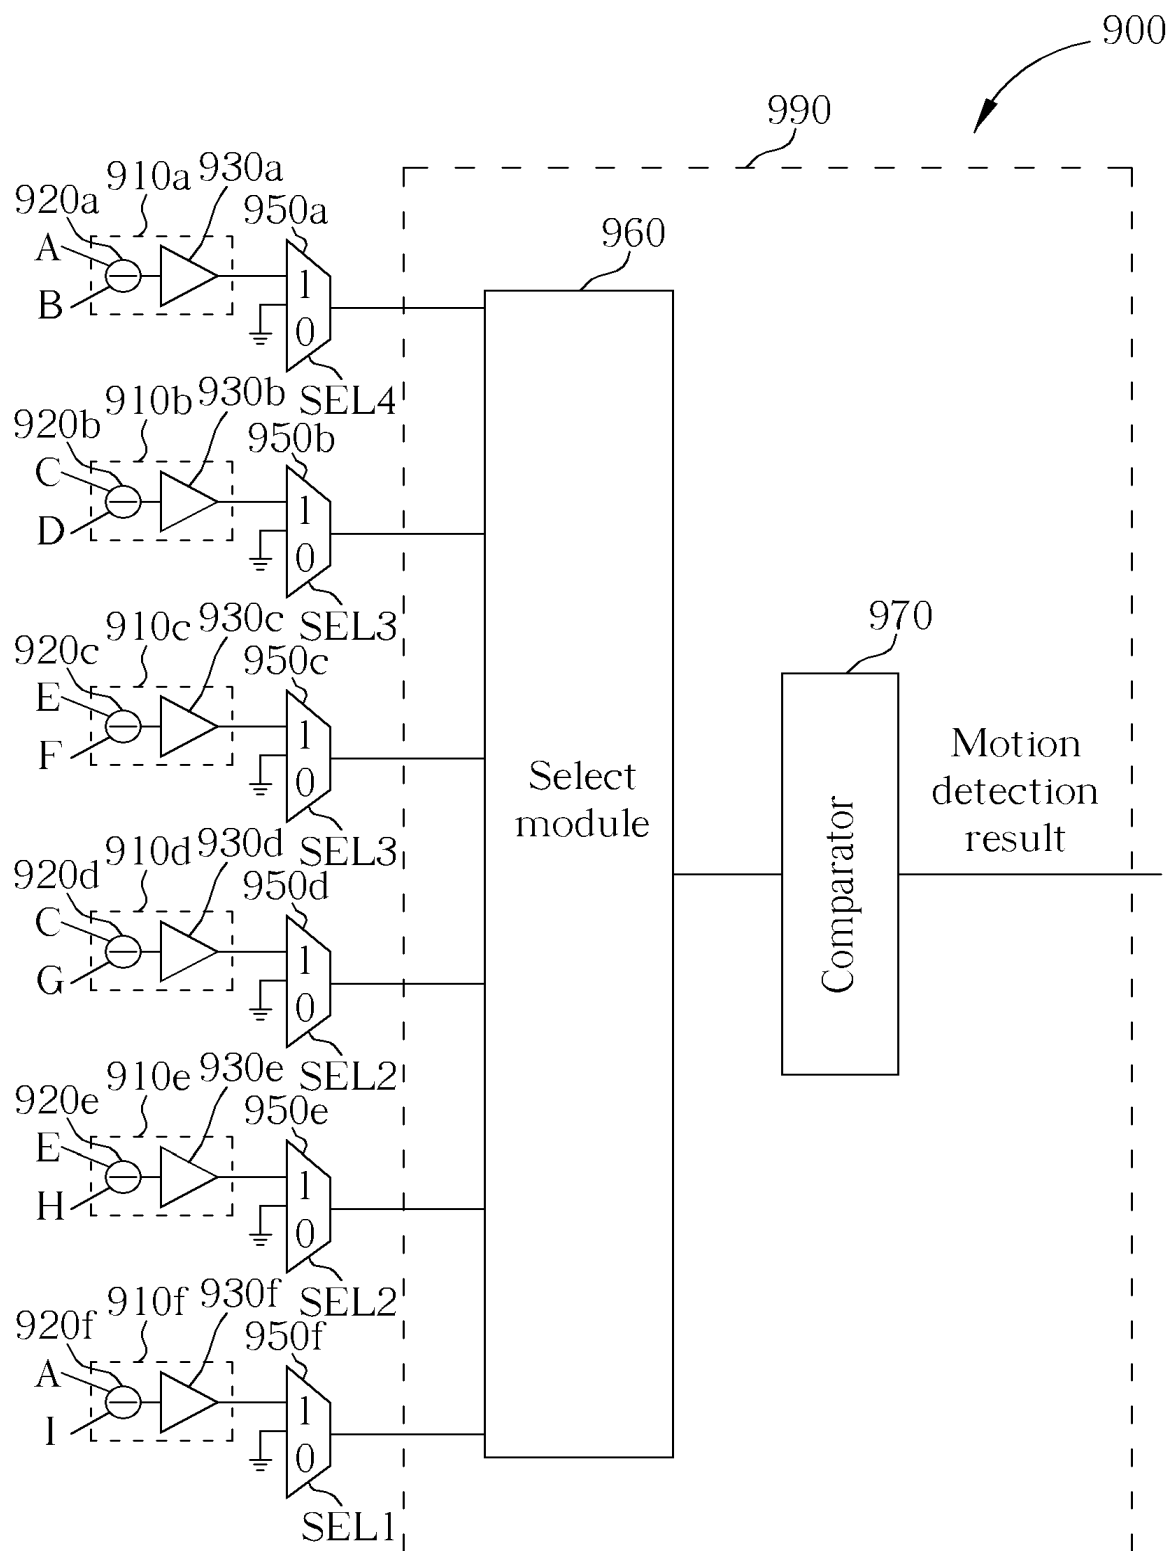 900
990
930a
910a
920a
950a
A
B
1
0
SEL4
960
930b
910b
920b
950b
C
D
1
0
SEL3
930c
910c
920c
950c
E
F
1
0
SEL3
Select
module
970
Comparator
Motion
detection
result
930d
910d
920d
950d
C
G
1
0
SEL2
930e
910e
920e
950e
E
H
1
0
SEL2
930f
910f
920f
950f
A
I
1
0
SEL1